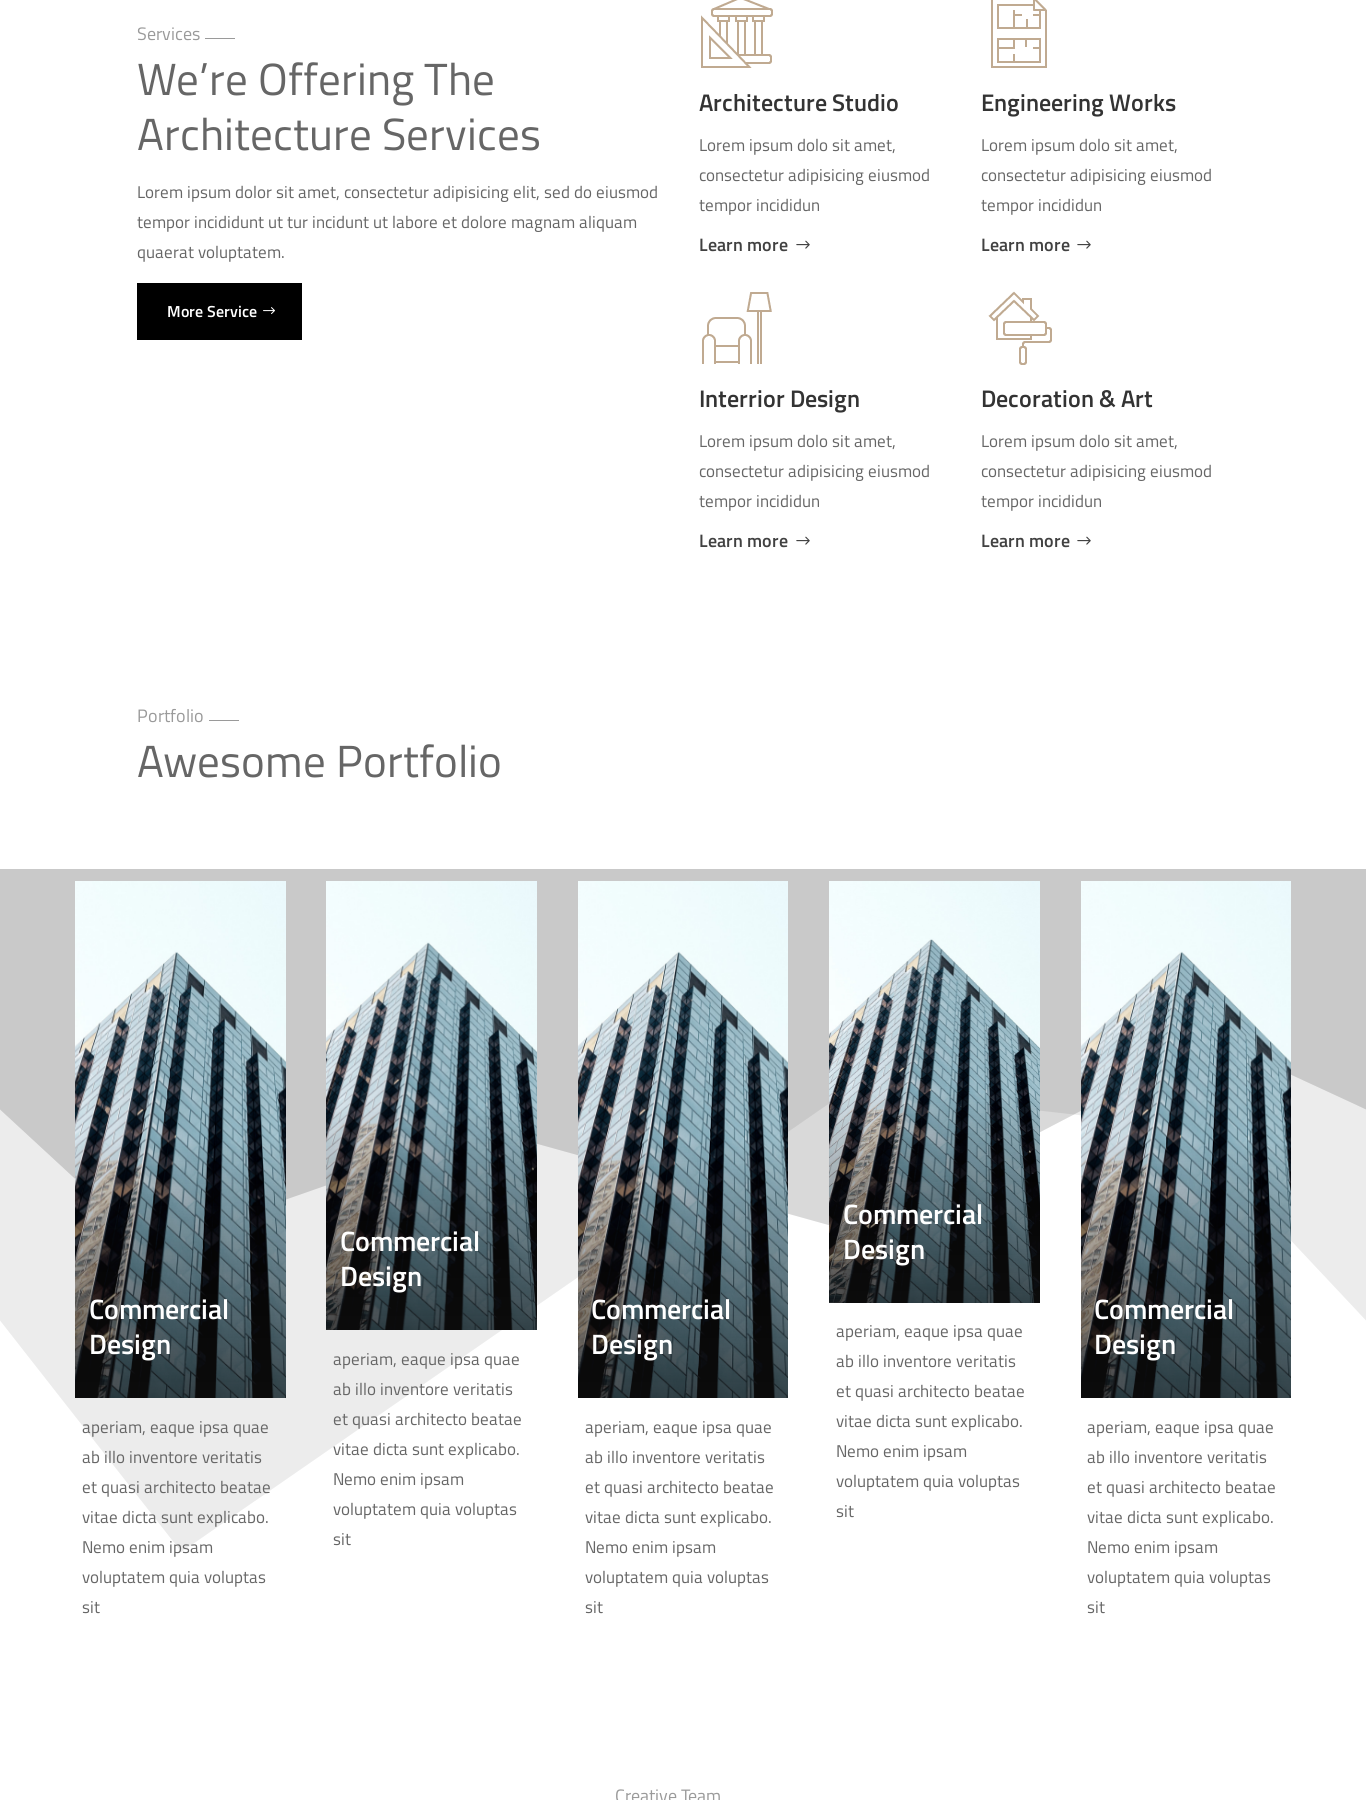 Services
We’re Offering The
Architecture Services
Lorem ipsum dolor sit amet, consectetur adipisicing elit, sed do eiusmod
tempor incididunt ut tur incidunt ut labore et dolore magnam aliquam
quaerat voluptatem.
More Service →
Architecture Studio
Lorem ipsum dolo sit amet,
consectetur adipisicing eiusmod
tempor incididun
Learn more →
Engineering Works
Lorem ipsum dolo sit amet,
consectetur adipisicing eiusmod
tempor incididun
Learn more →
Interrior Design
Lorem ipsum dolo sit amet,
consectetur adipisicing eiusmod
tempor incididun
Learn more →
Decoration & Art
Lorem ipsum dolo sit amet,
consectetur adipisicing eiusmod
tempor incididun
Learn more →
Portfolio
Awesome Portfolio
Commercial
Design
aperiam, eaque ipsa quae
ab illo inventore veritatis
et quasi architecto beatae
vitae dicta sunt explicabo.
Nemo enim ipsam
voluptatem quia voluptas
sit
Commercial
Design
aperiam, eaque ipsa quae
ab illo inventore veritatis
et quasi architecto beatae
vitae dicta sunt explicabo.
Nemo enim ipsam
voluptatem quia voluptas
sit
Commercial
Design
aperiam, eaque ipsa quae
ab illo inventore veritatis
et quasi architecto beatae
vitae dicta sunt explicabo.
Nemo enim ipsam
voluptatem quia voluptas
sit
Commercial
Design
aperiam, eaque ipsa quae
ab illo inventore veritatis
et quasi architecto beatae
vitae dicta sunt explicabo.
Nemo enim ipsam
voluptatem quia voluptas
sit
Commercial
Design
aperiam, eaque ipsa quae
ab illo inventore veritatis
et quasi architecto beatae
vitae dicta sunt explicabo.
Nemo enim ipsam
voluptatem quia voluptas
sit
Creative Team